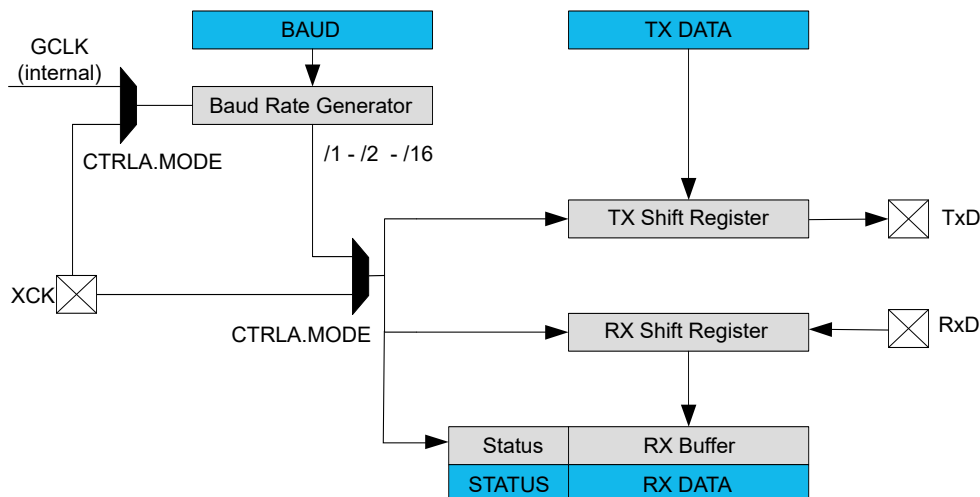 BAUD
TX DATA
GCLK
(internal)
Baud Rate Generator
/1 - /2 - /16
CTRLA.MODE
TX Shift Register
TxD
XCK
CTRLA.MODE
RX Shift Register
RxD
Status
RX Buffer
STATUS
RX DATA